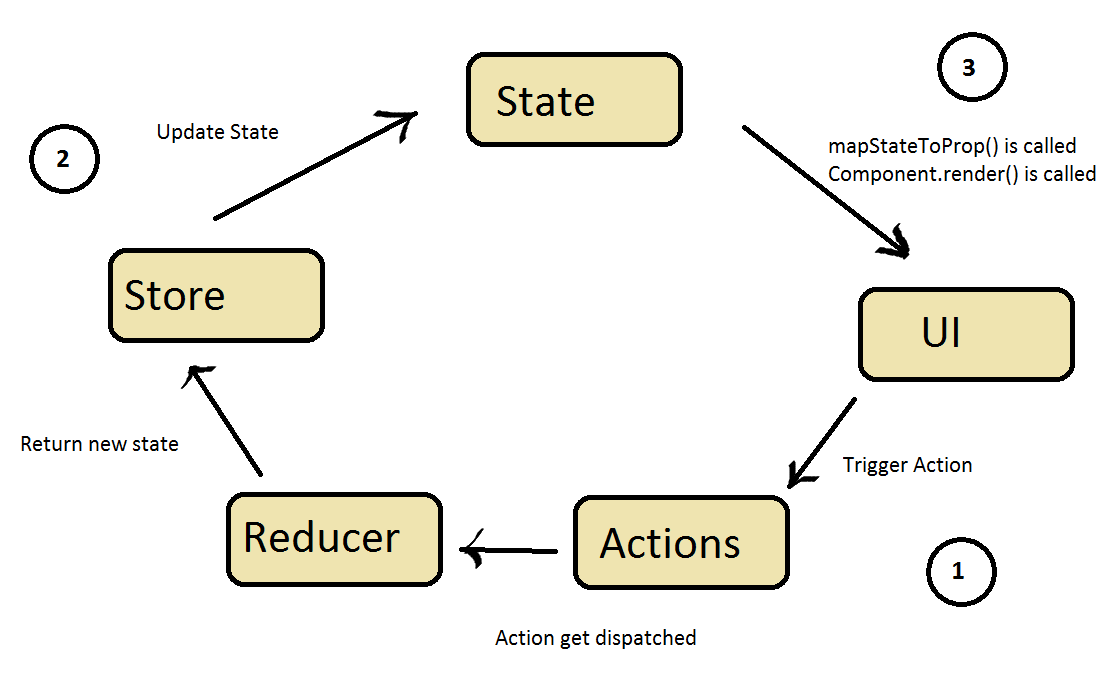 State
3
Update State
2
mapStateToProp() is called
Component.render() is called
Store
UI
Return new state
Trigger Action
Reducer
Actions
1
Action get dispatched